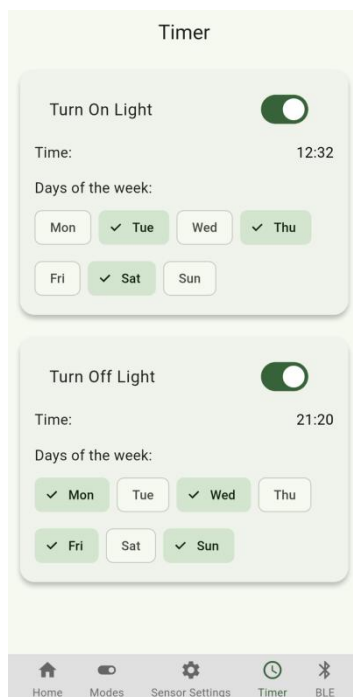 Timer
Turn On Light
Time: 12:32
Days of the week:
Mon Tue Wed Thu
Fri Sat Sun
Turn Off Light
Time: 21:20
Days of the week:
Mon Tue Wed Thu
Fri Sat Sun
Home Modes Sensor Settings Timer BLE